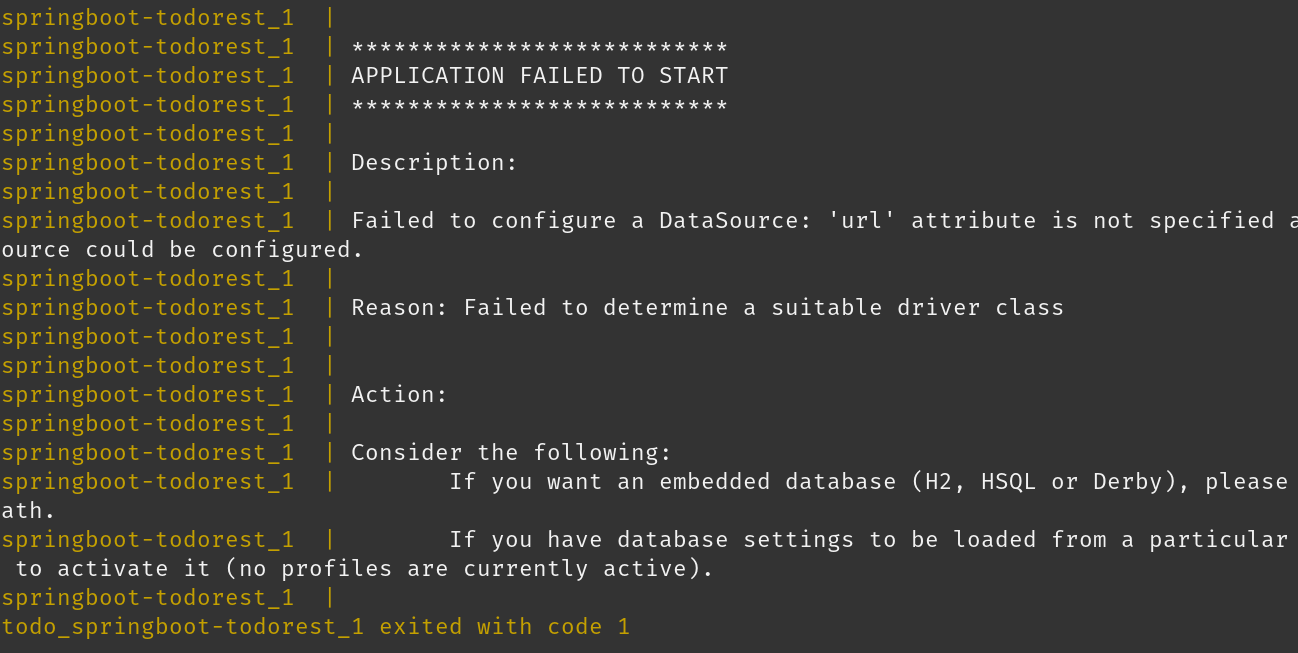 springboot-todorest_1  |
springboot-todorest_1  | ***************************
springboot-todorest_1  | APPLICATION FAILED TO START
springboot-todorest_1  | ***************************
springboot-todorest_1  |
springboot-todorest_1  | Description:
springboot-todorest_1  |
springboot-todorest_1  | Failed to configure a DataSource: 'url' attribute is not specified a
ource could be configured.
springboot-todorest_1  |
springboot-todorest_1  | Reason: Failed to determine a suitable driver class
springboot-todorest_1  |
springboot-todorest_1  |
springboot-todorest_1  | Action:
springboot-todorest_1  |
springboot-todorest_1  | Consider the following:
springboot-todorest_1  |        If you want an embedded database (H2, HSQL or Derby), please
ath.
springboot-todorest_1  |        If you have database settings to be loaded from a particular
 to activate it (no profiles are currently active).
springboot-todorest_1  |
todo_springboot-todorest_1 exited with code 1